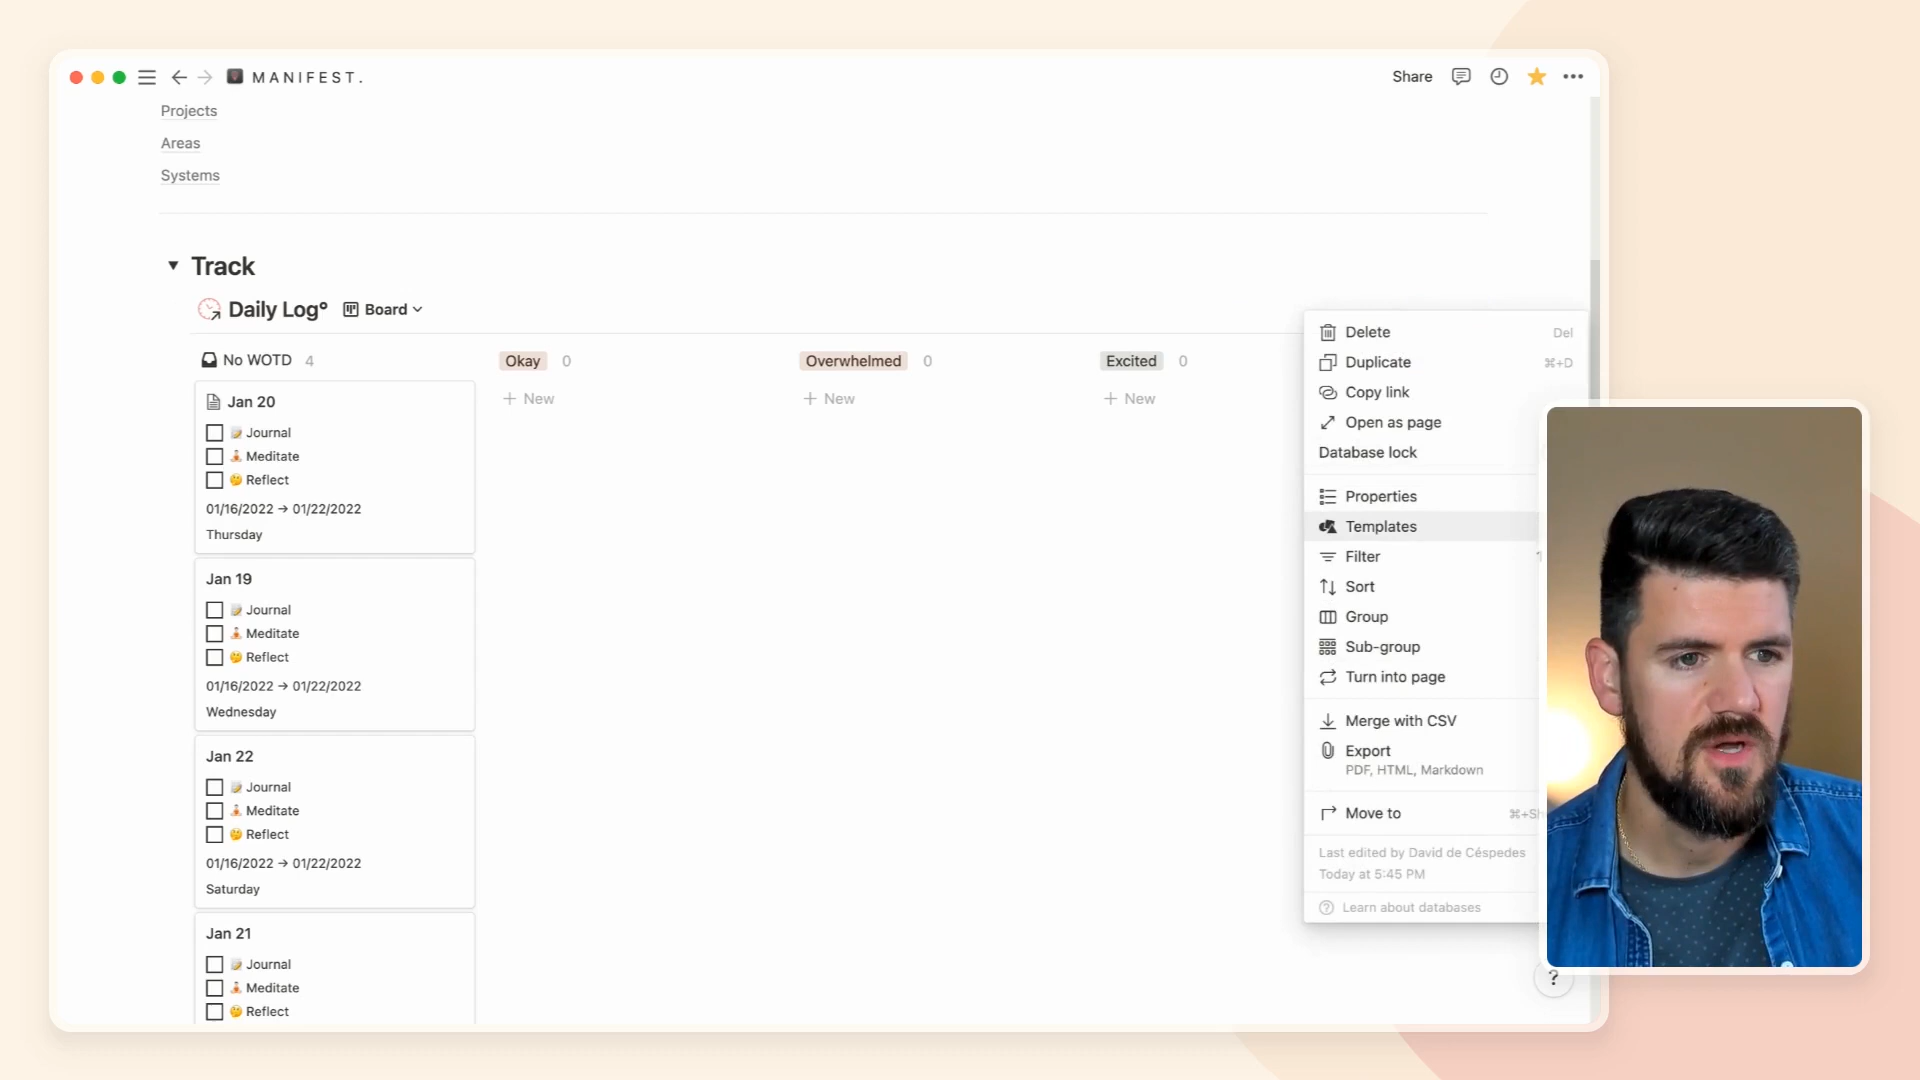 MANIFEST.
Share
Projects
Areas
Systems
Track
Daily Log°
Board
No WOTD 4
Okay 0
Overwhelmed 0
Excited 0
+ New
+ New
+ New
Jan 20
Journal
Meditate
Reflect
01/16/2022 → 01/22/2022
Thursday
Jan 19
Journal
Meditate
Reflect
01/16/2022 → 01/22/2022
Wednesday
Jan 22
Journal
Meditate
Reflect
01/16/2022 → 01/22/2022
Saturday
Jan 21
Journal
Meditate
Reflect
Delete Del
Duplicate ⌘+D
Copy link
Open as page
Database lock
Properties
Templates
Filter
Sort
Group
Sub-group
Turn into page
Merge with CSV
Export
PDF, HTML, Markdown
Move to
Last edited by David de Céspedes
Today at 5:45 PM
Learn about databases
?